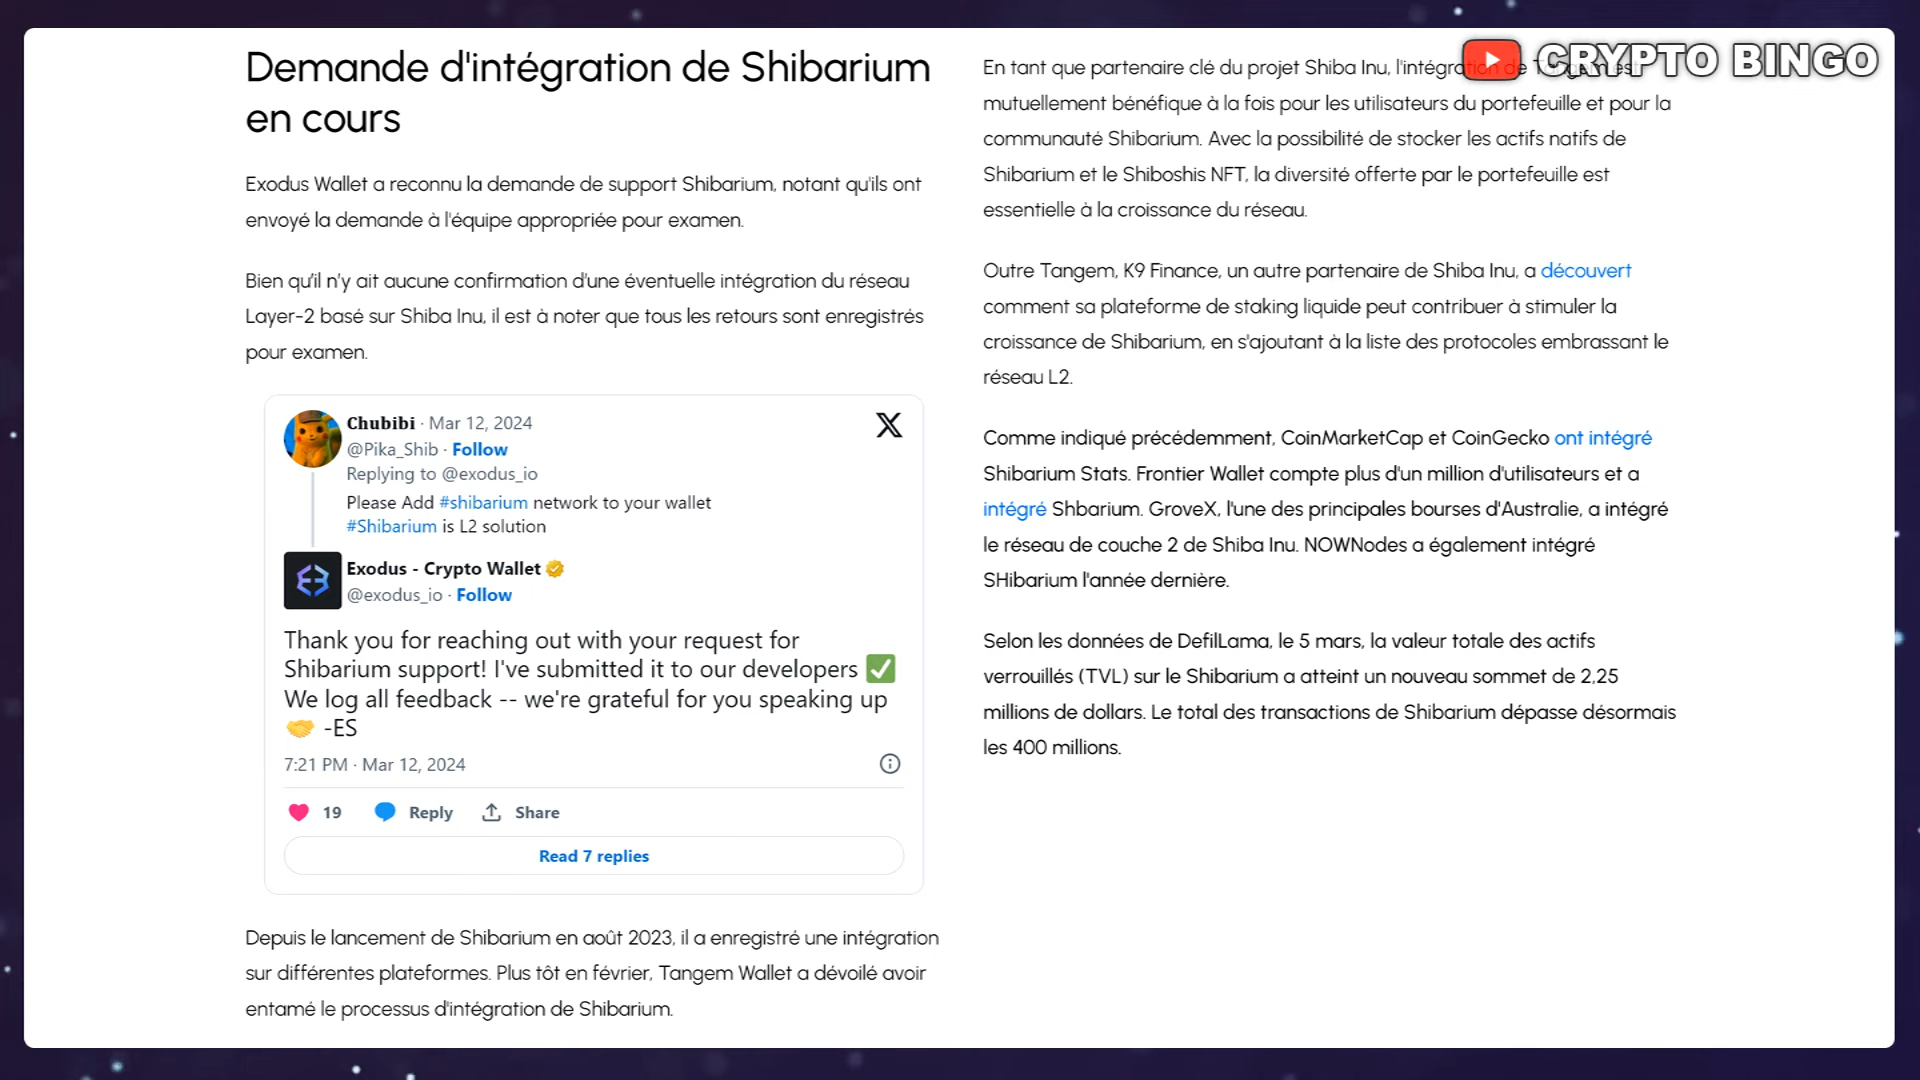 Demande d'intégration de Shibarium
en cours
Exodus Wallet a reconnu la demande de support Shibarium, notant qu'ils ont
envoyé la demande à l'équipe appropriée pour examen.
Bien qu'il n'y ait aucune confirmation d'une éventuelle intégration du réseau
Layer-2 basé sur Shiba Inu, il est à noter que tous les retours sont enregistrés
pour examen.
Chubibi · Mar 12, 2024
@Pika_Shib · Follow
Replying to @exodus_io
Please Add #shibarium network to your wallet
#Shibarium is L2 solution
Exodus - Crypto Wallet
@exodus_io · Follow
Thank you for reaching out with your request for
Shibarium support! I've submitted it to our developers ✅
We log all feedback -- we're grateful for you speaking up
🤝 -ES
7:21 PM · Mar 12, 2024
19 Reply Share
Read 7 replies
Depuis le lancement de Shibarium en août 2023, il a enregistré une intégration
sur différentes plateformes. Plus tôt en février, Tangem Wallet a dévoilé avoir
entamé le processus d'intégration de Shibarium.
En tant que partenaire clé du projet Shiba Inu, l'intégration de Tangem est
mutuellement bénéfique à la fois pour les utilisateurs du portefeuille et pour la
communauté Shibarium. Avec la possibilité de stocker les actifs natifs de
Shibarium et le Shiboshis NFT, la diversité offerte par le portefeuille est
essentielle à la croissance du réseau.
Outre Tangem, K9 Finance, un autre partenaire de Shiba Inu, a découvert
comment sa plateforme de staking liquide peut contribuer à stimuler la
croissance de Shibarium, en s'ajoutant à la liste des protocoles embrassant le
réseau L2.
Comme indiqué précédemment, CoinMarketCap et CoinGecko ont intégré
Shibarium Stats. Frontier Wallet compte plus d'un million d'utilisateurs et a
intégré Shbarium. GroveX, l'une des principales bourses d'Australie, a intégré
le réseau de couche 2 de Shiba Inu. NOWNodes a également intégré
SHibarium l'année dernière.
Selon les données de DefilLama, le 5 mars, la valeur totale des actifs
verrouillés (TVL) sur le Shibarium a atteint un nouveau sommet de 2,25
millions de dollars. Le total des transactions de Shibarium dépasse désormais
les 400 millions.
CRYPTO BINGO